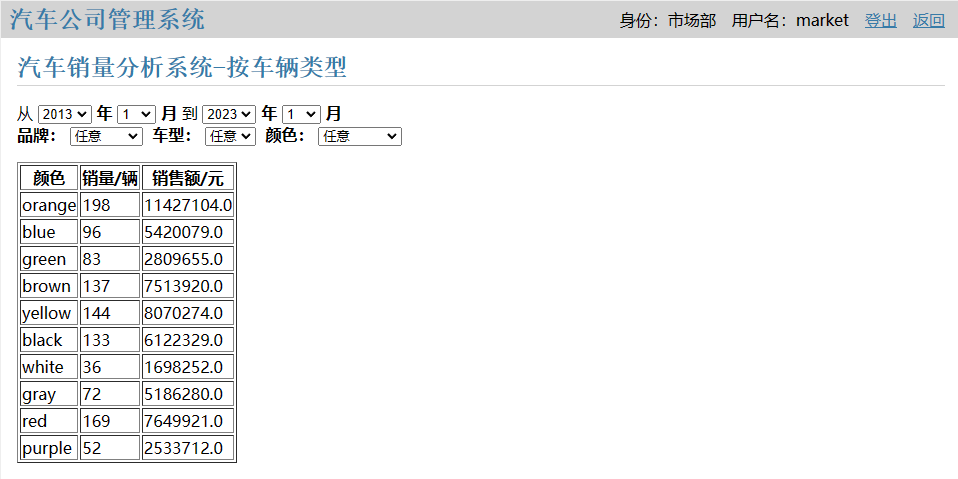 汽车公司管理系统 身份：市场部 用户名：market 登出 返回
汽车销量分析系统-按车辆类型
从 2013 年 1 月 到 2023 年 1 月
品牌： 任意 车型： 任意 颜色： 任意
颜色 销量/辆 销售额/元
orange 198 11427104.0
blue 96 5420079.0
green 83 2809655.0
brown 137 7513920.0
yellow 144 8070274.0
black 133 6122329.0
white 36 1698252.0
gray 72 5186280.0
red 169 7649921.0
purple 52 2533712.0